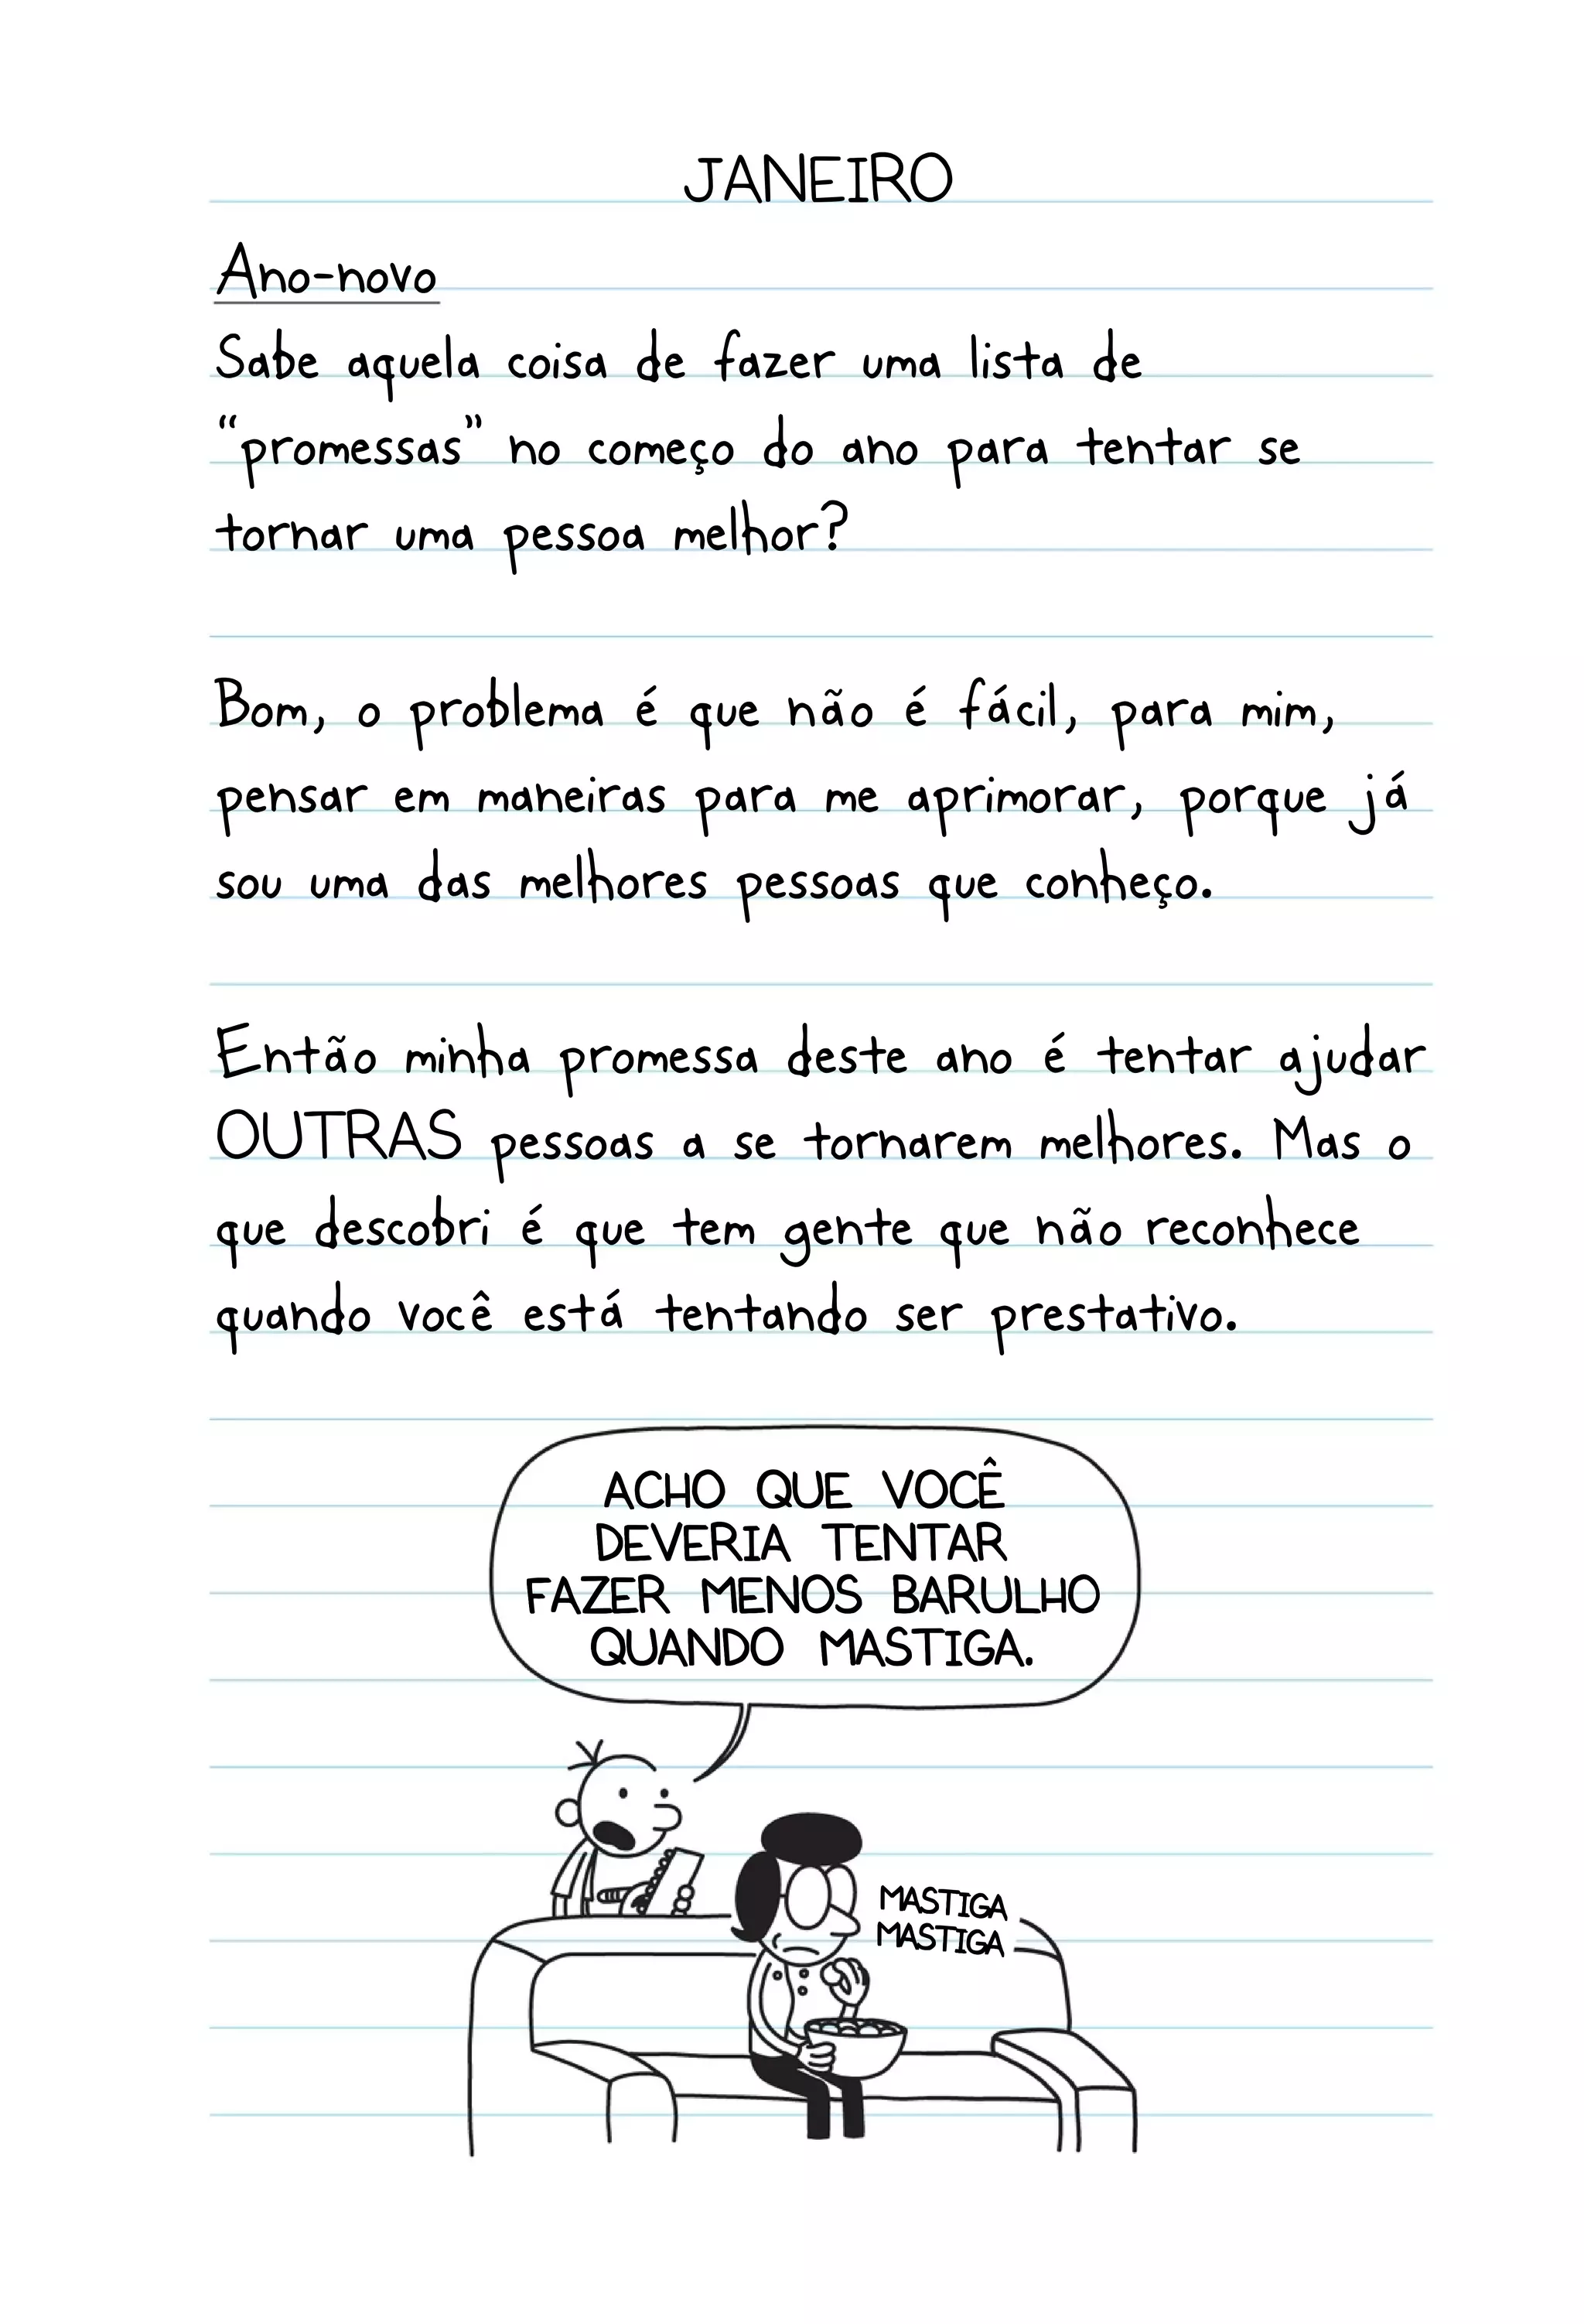 JANEIRO
Ano-novo
Sabe aquela coisa de fazer uma lista de
“promessas” no começo do ano para tentar se
tornar uma pessoa melhor?
Bom, o problema é que não é fácil, para mim,
pensar em maneiras para me aprimorar, porque já
sou uma das melhores pessoas que conheço.
Então minha promessa deste ano é tentar ajudar
OUTRAS pessoas a se tornarem melhores. Mas o
que descobri é que tem gente que não reconhece
quando você está tentando ser prestativo.
ACHO QUE VOCÊ
DEVERIA TENTAR
FAZER MENOS BARULHO
QUANDO MASTIGA.
MASTIGA
MASTIGA